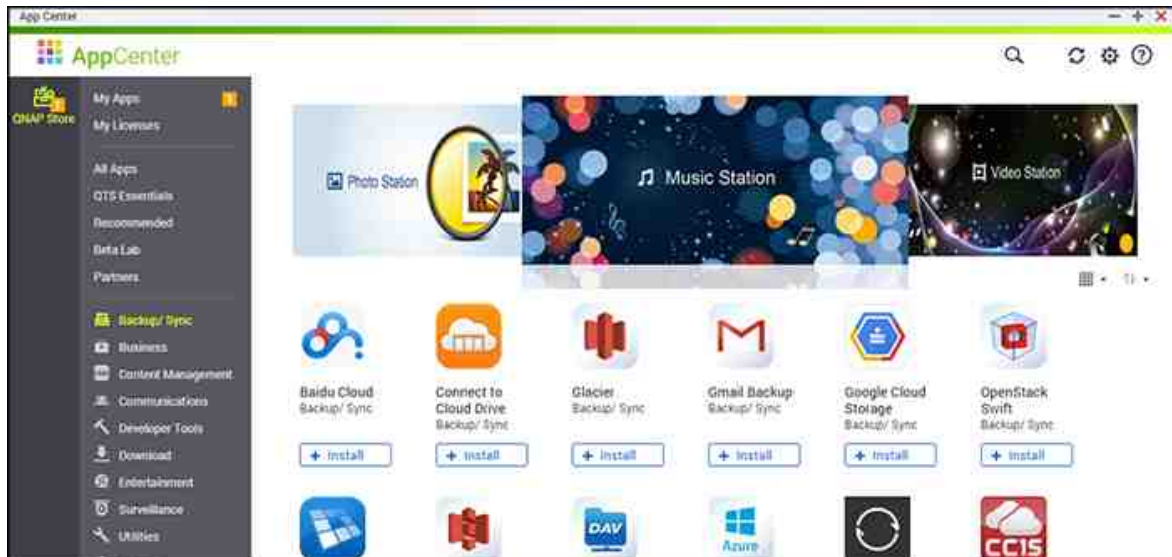 App Center
AppCenter
QNAP Store
1
My Apps
1
My Licenses
All Apps
QTS Essentials
Recommended
Beta Lab
Partners
Backup/ Sync
Business
Content Management
Communications
Developer Tools
Download
Entertainment
Surveillance
Utilities
Photo Station
Music Station
Video Station
Baidu Cloud
Backup/ Sync
+ Install
Connect to
Cloud Drive
Backup/ Sync
+ Install
Glacier
Backup/ Sync
+ Install
Gmail Backup
Backup/ Sync
+ Install
Google Cloud
Storage
Backup/ Sync
+ Install
OpenStack
Swift
Backup/ Sync
+ Install
DAV
Azure
CC15